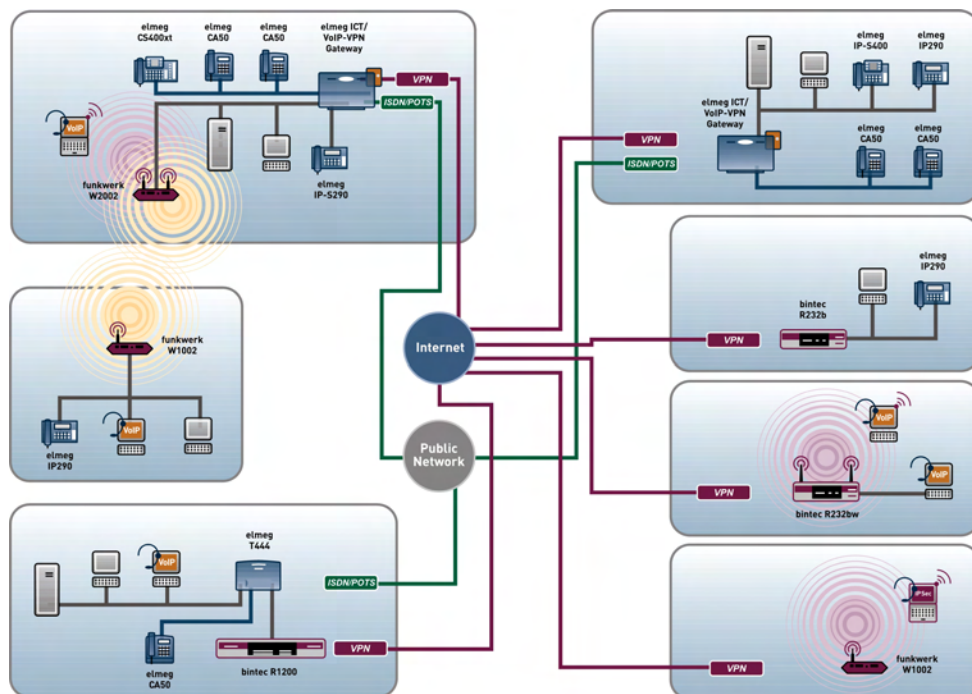 elmeg
CS400xt
elmeg
CA50
elmeg
CA50
elmeg ICT/
VoIP-VPN
Gateway
VPN
ISDN/POTS
VoIP
funkwerk
W2002
elmeg
IP-S290
funkwerk
W1002
elmeg
IP290
VoIP
elmeg
T444
VoIP
ISDN/POTS
VPN
elmeg
CA50
bintec R1200
Internet
Public
Network
elmeg
IP-S400
elmeg
IP290
elmeg ICT/
VoIP-VPN
Gateway
elmeg
CA50
elmeg
CA50
VPN
ISDN/POTS
elmeg
IP290
bintec
R232b
VPN
VoIP
VoIP
VPN
bintec R232bw
IPSec
funkwerk
W1002
VPN